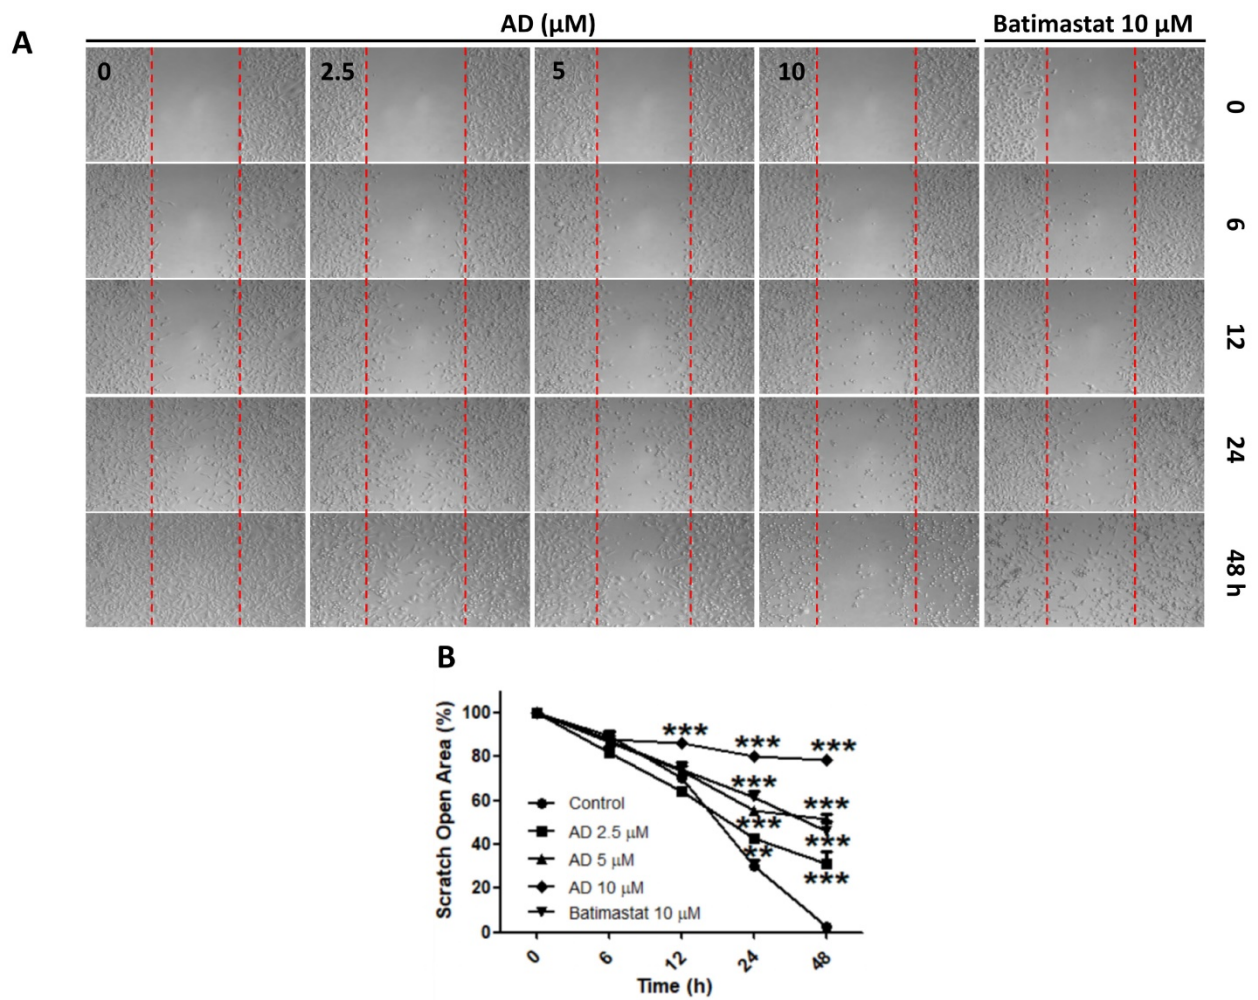 A
AD (µM)
Batimastat 10 µM
0
2.5
5
10
0
6
12
24
48 h
B
Scratch Open Area (%)
100
80
60
40
20
0
***
***
***
***
***
***
***
**
***
Control
AD 2.5 µM
AD 5 µM
AD 10 µM
Batimastat 10 µM
0
6
12
24
48
Time (h)